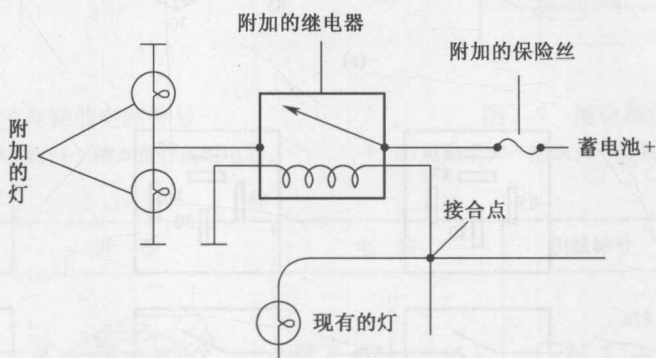 附加的继电器
附加的保险丝
附加的灯
蓄电池+
接合点
现有的灯